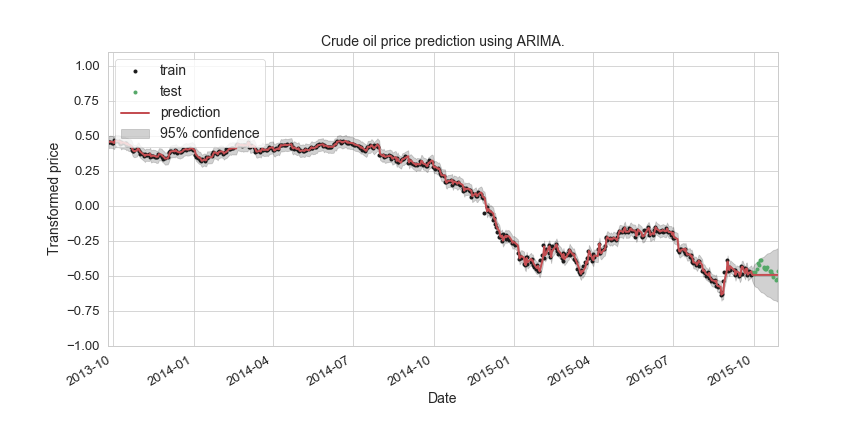 Crude oil price prediction using ARIMA.
1.00
0.75
0.50
0.25
0.00
−0.25
−0.50
−0.75
−1.00
Transformed price
train
test
prediction
95% confidence
2013-10
2014-01
2014-04
2014-07
2014-10
2015-01
2015-04
2015-07
2015-10
Date